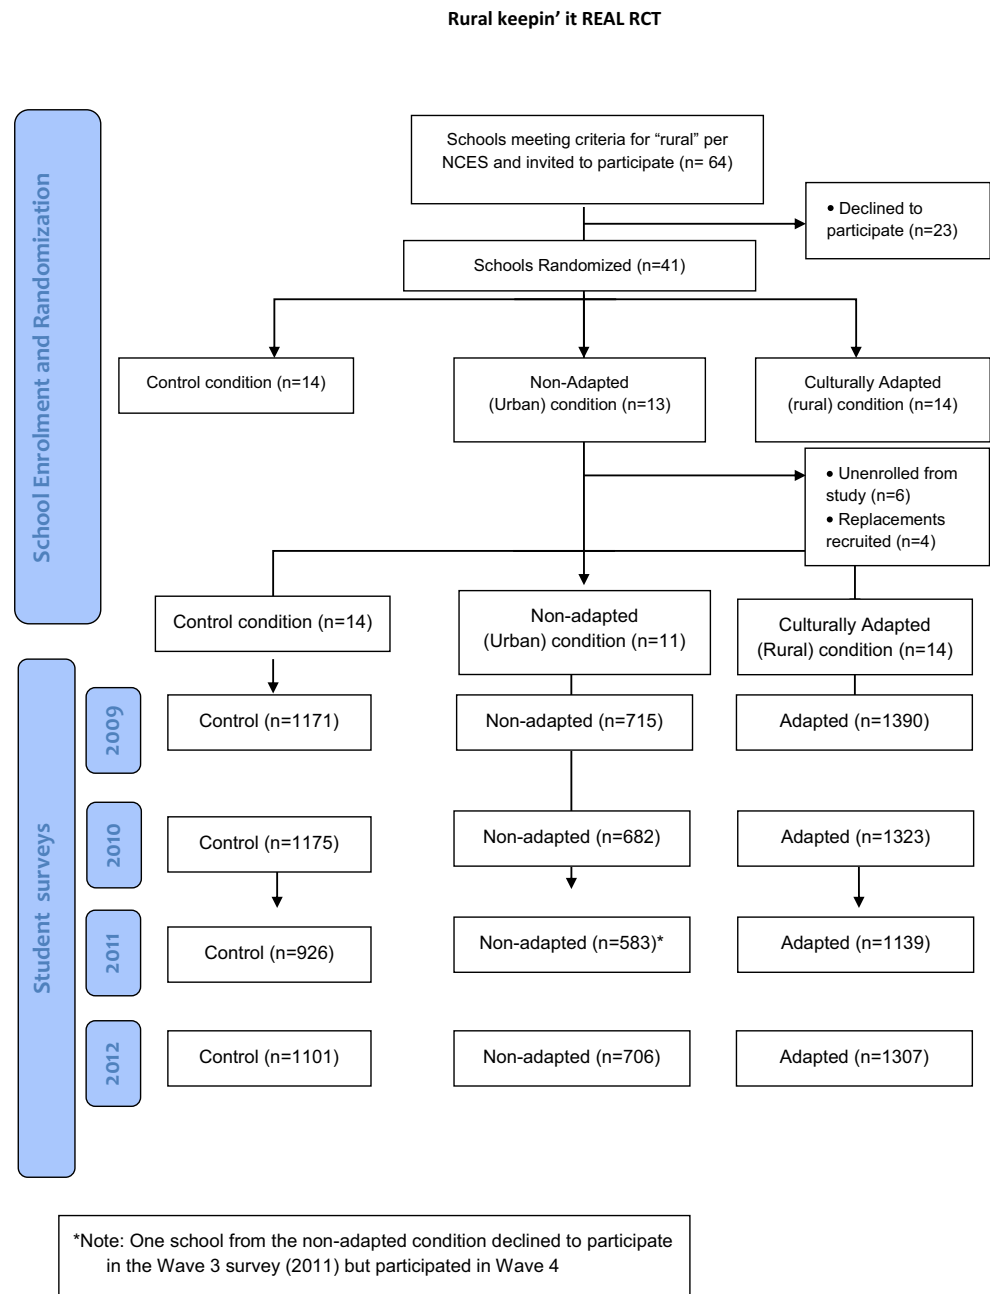 Rural keepin’ it REAL RCT
School Enrolment and Randomization
Schools meeting criteria for “rural” per
NCES and invited to participate (n= 64)
• Declined to
participate (n=23)
Schools Randomized (n=41)
Control condition (n=14)
Non-Adapted
(Urban) condition (n=13)
Culturally Adapted
(rural) condition (n=14)
• Unenrolled from
study (n=6)
• Replacements
recruited (n=4)
Control condition (n=14)
Non-adapted
(Urban) condition (n=11)
Culturally Adapted
(Rural) condition (n=14)
Student surveys
2009
Control (n=1171)
Non-adapted (n=715)
Adapted (n=1390)
2010
Control (n=1175)
Non-adapted (n=682)
Adapted (n=1323)
2011
Control (n=926)
Non-adapted (n=583)*
Adapted (n=1139)
2012
Control (n=1101)
Non-adapted (n=706)
Adapted (n=1307)
*Note: One school from the non-adapted condition declined to participate
in the Wave 3 survey (2011) but participated in Wave 4